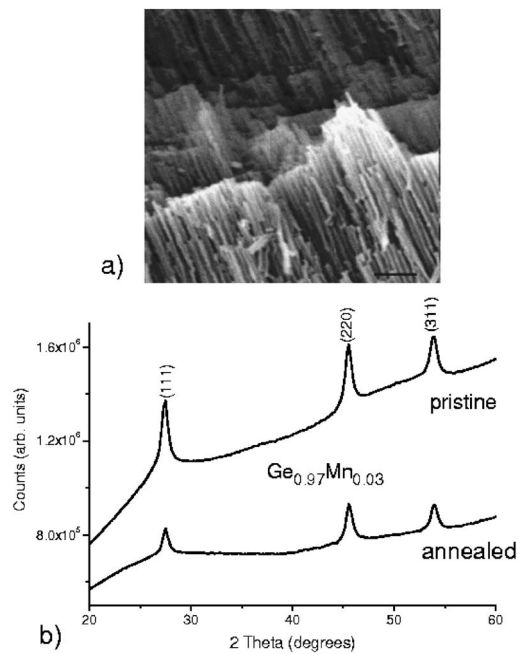 a)
(111)
(220)
(311)
1.6x10⁶
1.2x10⁶
8.0x10⁵
Counts (arb. units)
pristine
Ge₀.₉₇Mn₀.₀₃
annealed
20 30 40 50 60
2 Theta (degrees)
b)